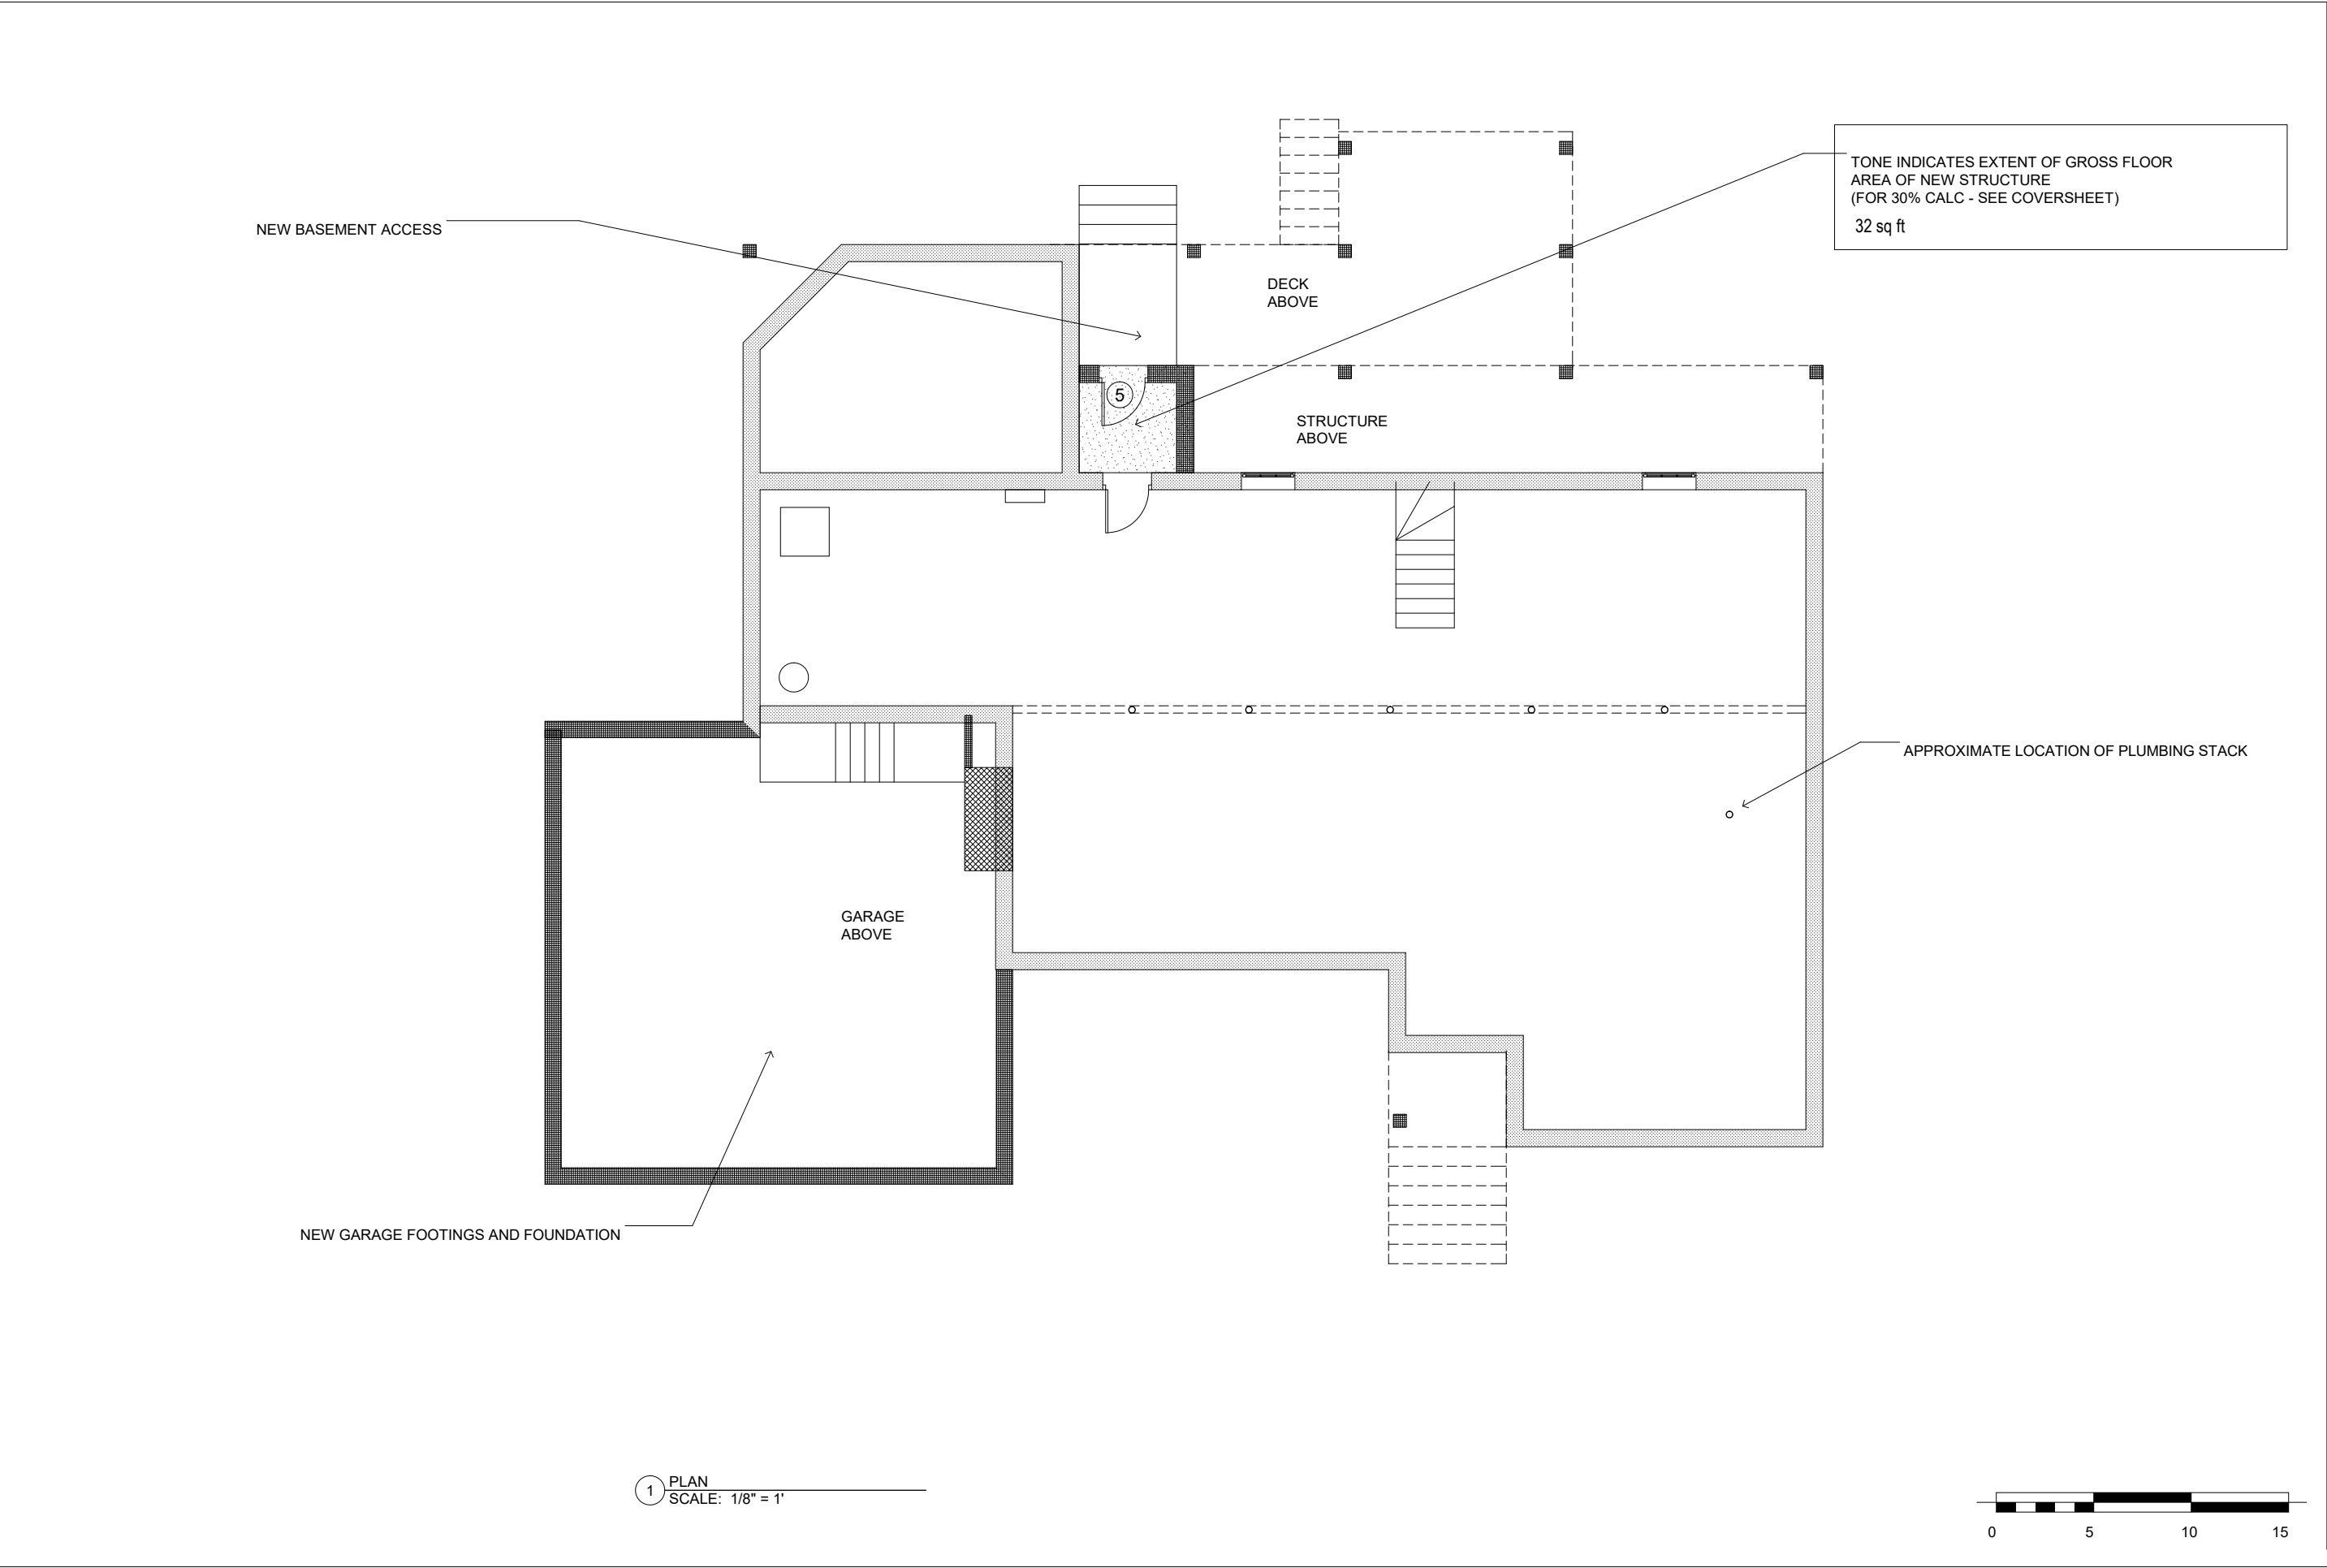 TONE INDICATES EXTENT OF GROSS FLOOR
AREA OF NEW STRUCTURE
(FOR 30% CALC - SEE COVERSHEET)
32 sq ft
NEW BASEMENT ACCESS
DECK
ABOVE
5
STRUCTURE
ABOVE
APPROXIMATE LOCATION OF PLUMBING STACK
GARAGE
ABOVE
NEW GARAGE FOOTINGS AND FOUNDATION
1
PLAN
SCALE: 1/8" = 1'
0 5 10 15